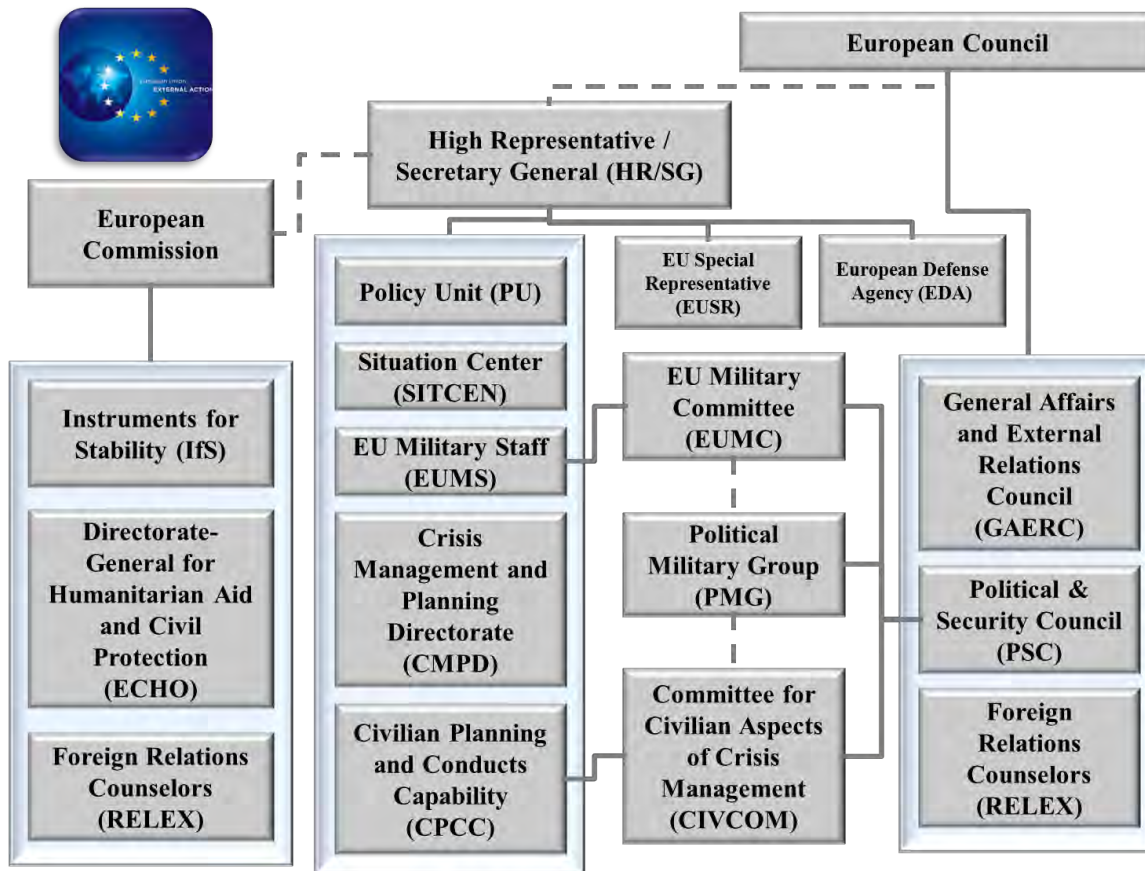 European Union
EXTERNAL ACTION
European Council
High Representative /
Secretary General (HR/SG)
European
Commission
Policy Unit (PU)
EU Special
Representative
(EUSR)
European Defense
Agency (EDA)
Situation Center
(SITCEN)
EU Military
Committee
(EUMC)
General Affairs
and External
Relations
Council
(GAERC)
Instruments for
Stability (IfS)
EU Military Staff
(EUMS)
Directorate-
General for
Humanitarian Aid
and Civil
Protection
(ECHO)
Crisis
Management and
Planning
Directorate
(CMPD)
Political
Military Group
(PMG)
Political &
Security Council
(PSC)
Foreign Relations
Counselors
(RELEX)
Civilian Planning
and Conducts
Capability
(CPCC)
Committee for
Civilian Aspects
of Crisis
Management
(CIVCOM)
Foreign
Relations
Counselors
(RELEX)